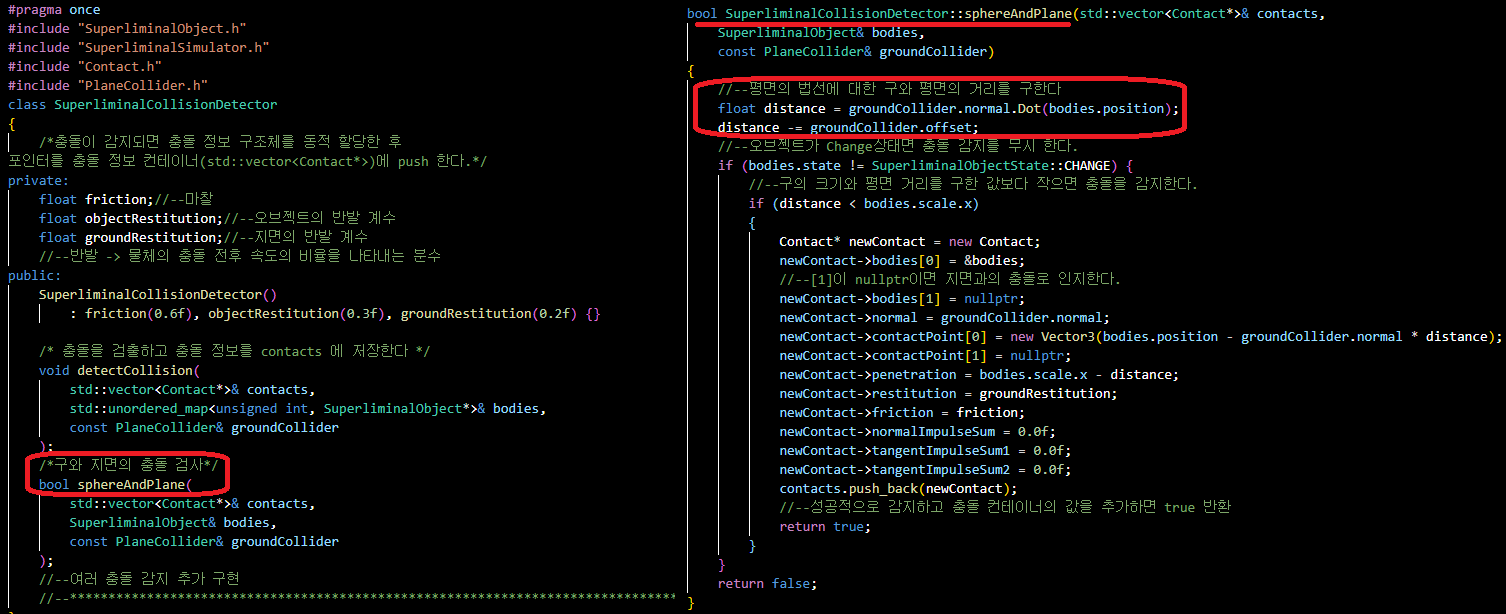 #pragma once
#include "SuperliminalObject.h"
#include "SuperliminalSimulator.h"
#include "Contact.h"
#include "PlaneCollider.h"
class SuperliminalCollisionDetector
{
/*충돌이 감지되면 충돌 정보 구조체를 동적 할당한 후
포인터를 충돌 정보 컨테이너(std::vector<Contact*>)에 push 한다.*/
private:
float friction;//--마찰
float objectRestitution;//--오브젝트의 반발 계수
float groundRestitution;//--지면의 반발 계수
//--반발 -> 물체의 충돌 전후 속도의 비율을 나타내는 분수
public:
SuperliminalCollisionDetector()
: friction(0.6f), objectRestitution(0.3f), groundRestitution(0.2f) {}
/* 충돌을 검출하고 충돌 정보를 contacts 에 저장한다 */
void detectCollision(
std::vector<Contact*>& contacts,
std::unordered_map<unsigned int, SuperliminalObject*>& bodies,
const PlaneCollider& groundCollider
);
/*구와 지면의 충돌 검사*/
bool sphereAndPlane(
std::vector<Contact*>& contacts,
SuperliminalObject& bodies,
const PlaneCollider& groundCollider
);
//--여러 충돌 감지 추가 구현
//--*******************************************************************************
bool SuperliminalCollisionDetector::sphereAndPlane(std::vector<Contact*>& contacts,
SuperliminalObject& bodies,
const PlaneCollider& groundCollider)
{
//--평면의 법선에 대한 구와 평면의 거리를 구한다
float distance = groundCollider.normal.Dot(bodies.position);
distance -= groundCollider.offset;
//--오브젝트가 Change상태면 충돌 감지를 무시 한다.
if (bodies.state != SuperliminalObjectState::CHANGE) {
//--구의 크기와 평면 거리를 구한 값보다 작으면 충돌을 감지한다.
if (distance < bodies.scale.x)
{
Contact* newContact = new Contact;
newContact->bodies[0] = &bodies;
//--[1]이 nullptr이면 지면과의 충돌로 인지한다.
newContact->bodies[1] = nullptr;
newContact->normal = groundCollider.normal;
newContact->contactPoint[0] = new Vector3(bodies.position - groundCollider.normal * distance);
newContact->contactPoint[1] = nullptr;
newContact->penetration = bodies.scale.x - distance;
newContact->restitution = groundRestitution;
newContact->friction = friction;
newContact->normalImpulseSum = 0.0f;
newContact->tangentImpulseSum1 = 0.0f;
newContact->tangentImpulseSum2 = 0.0f;
contacts.push_back(newContact);
//--성공적으로 감지하고 충돌 컨테이너의 값을 추가하면 true 반환
return true;
}
}
return false;
}